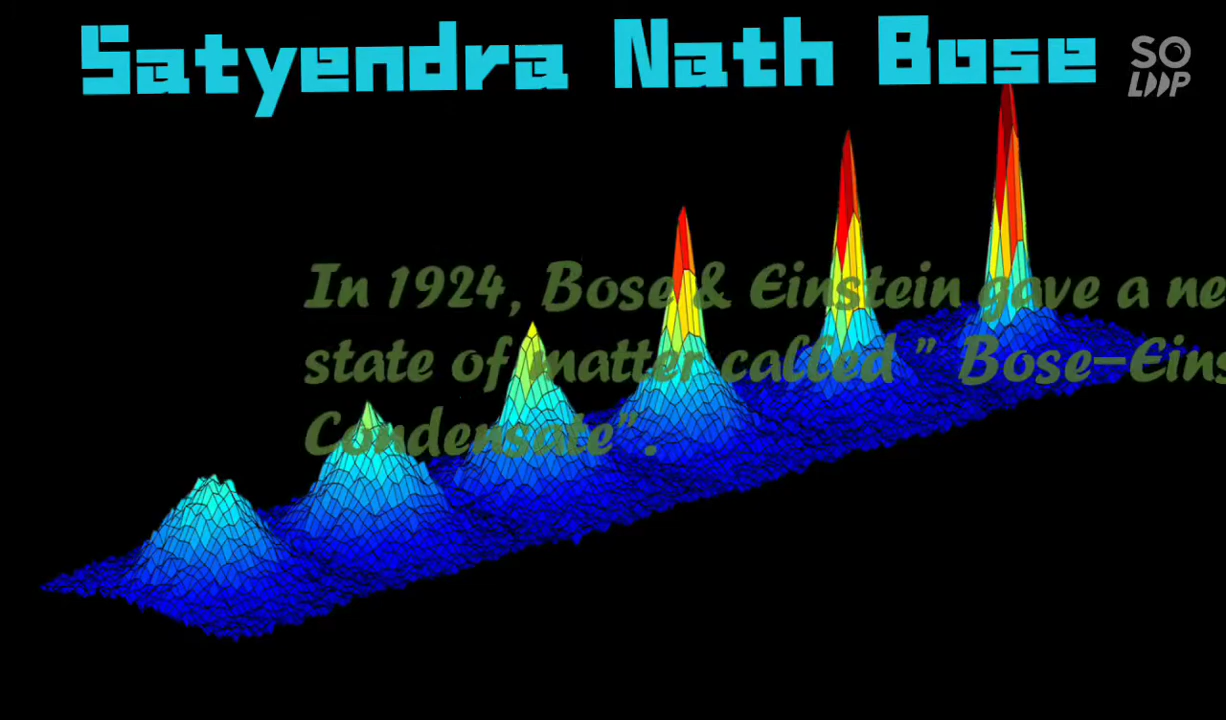 Satyendra Nath Bose
SO
LOOP
In 1924, Bose & Einstein gave a ne
state of matter called " Bose-Eins
Condensate".